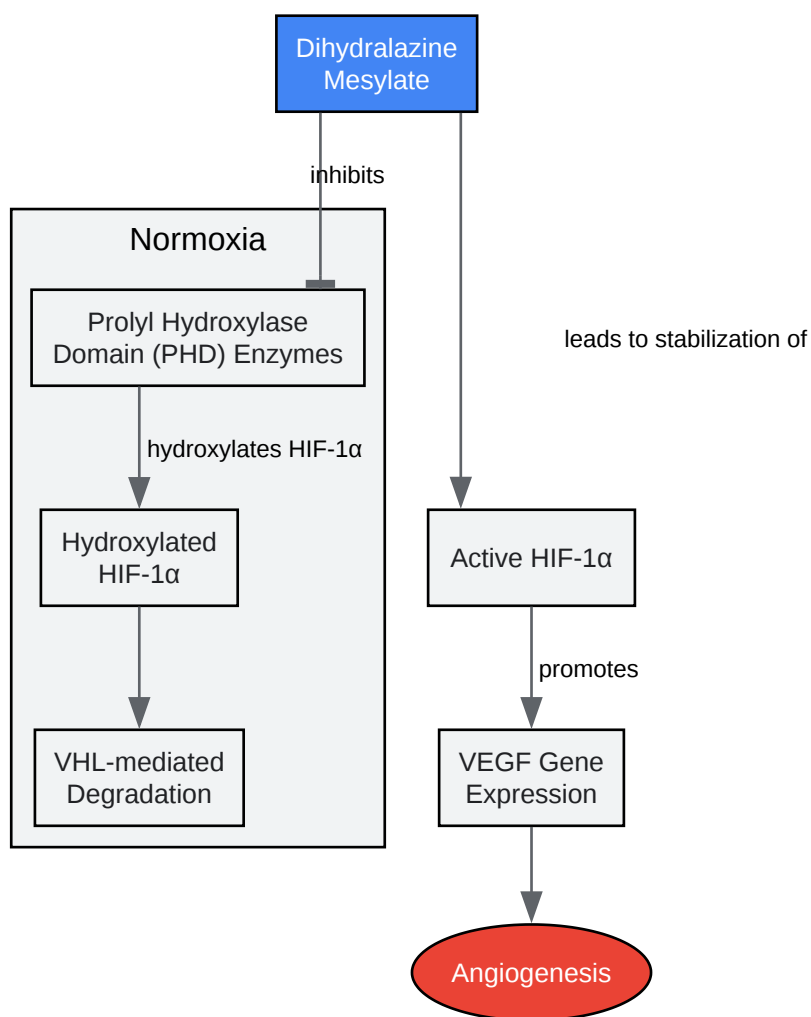 Dihydralazine
Mesylate
inhibits
Normoxia
Prolyl Hydroxylase
Domain (PHD) Enzymes
leads to stabilization of
hydroxylates HIF-1α
Hydroxylated
HIF-1α
Active HIF-1α
promotes
VHL-mediated
Degradation
VEGF Gene
Expression
Angiogenesis